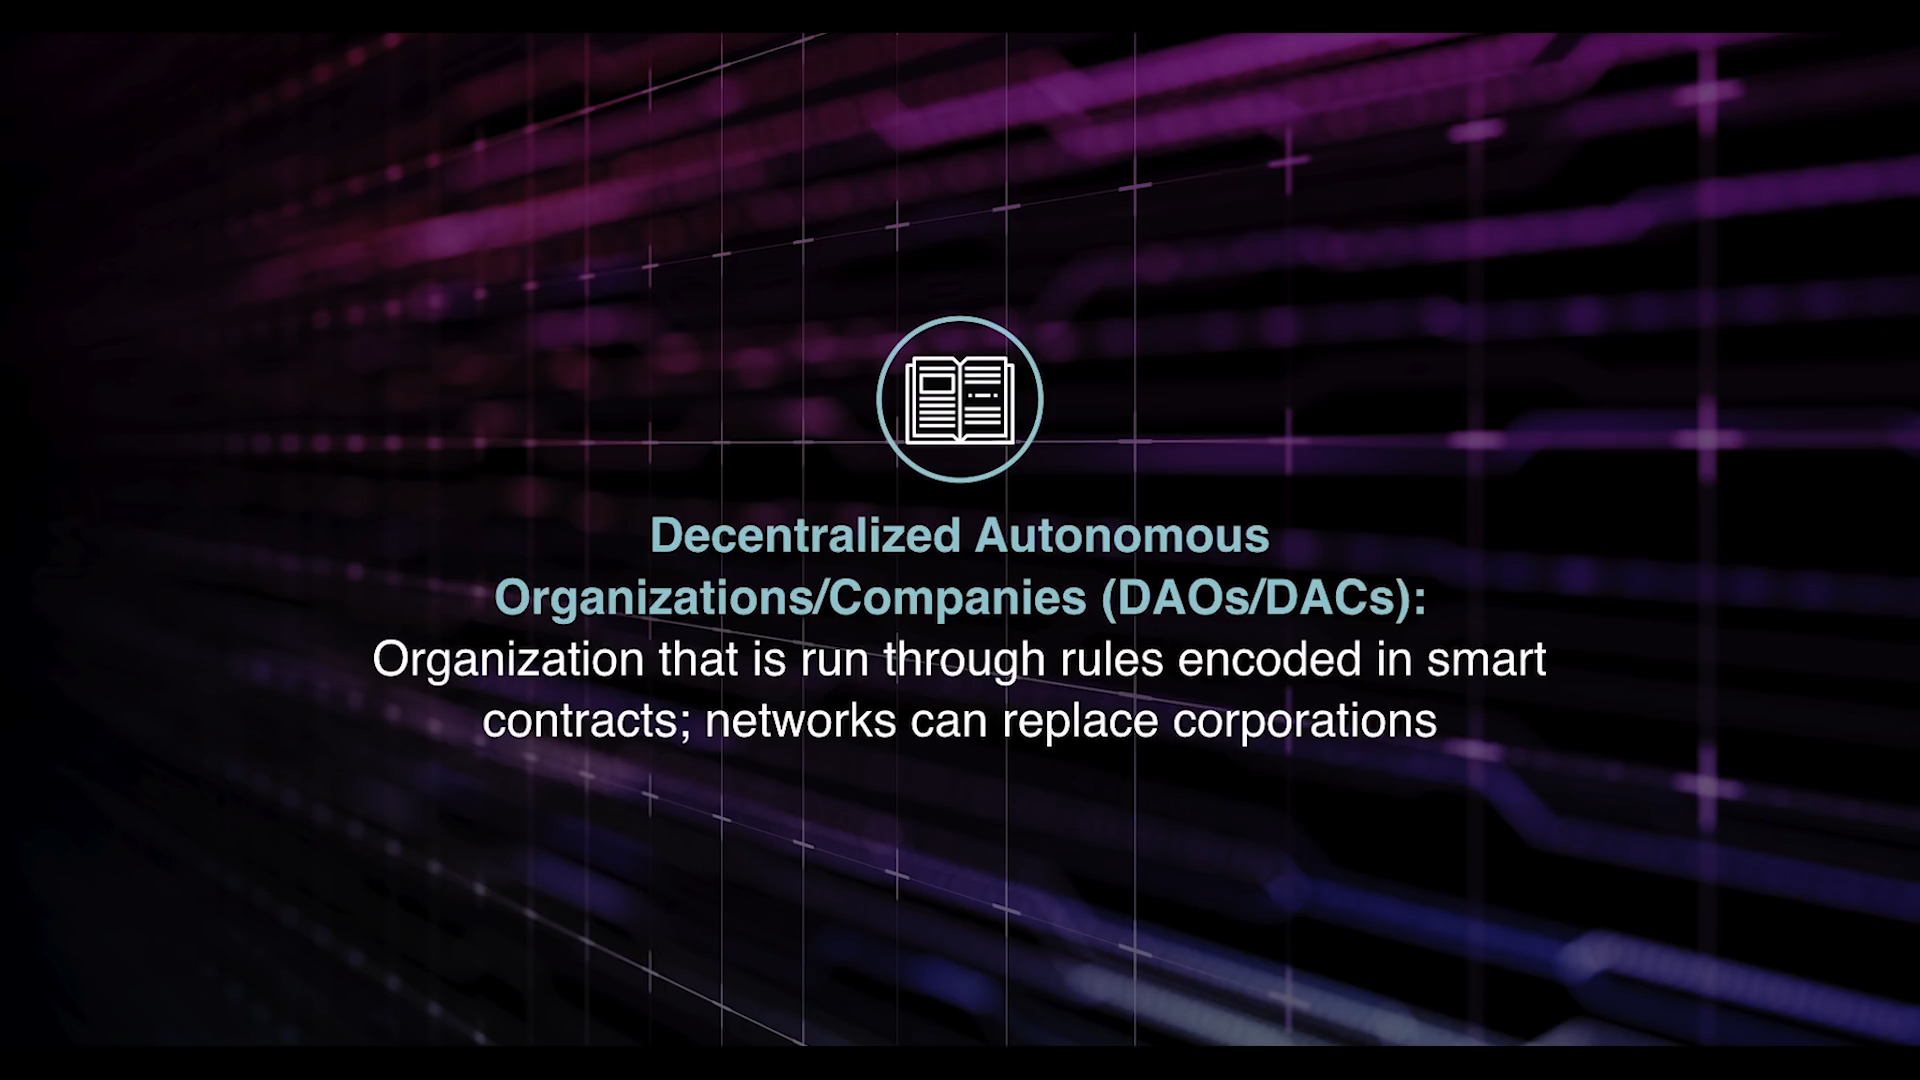 Decentralized Autonomous
Organizations/Companies (DAOs/DACs):
Organization that is run through rules encoded in smart
contracts; networks can replace corporations